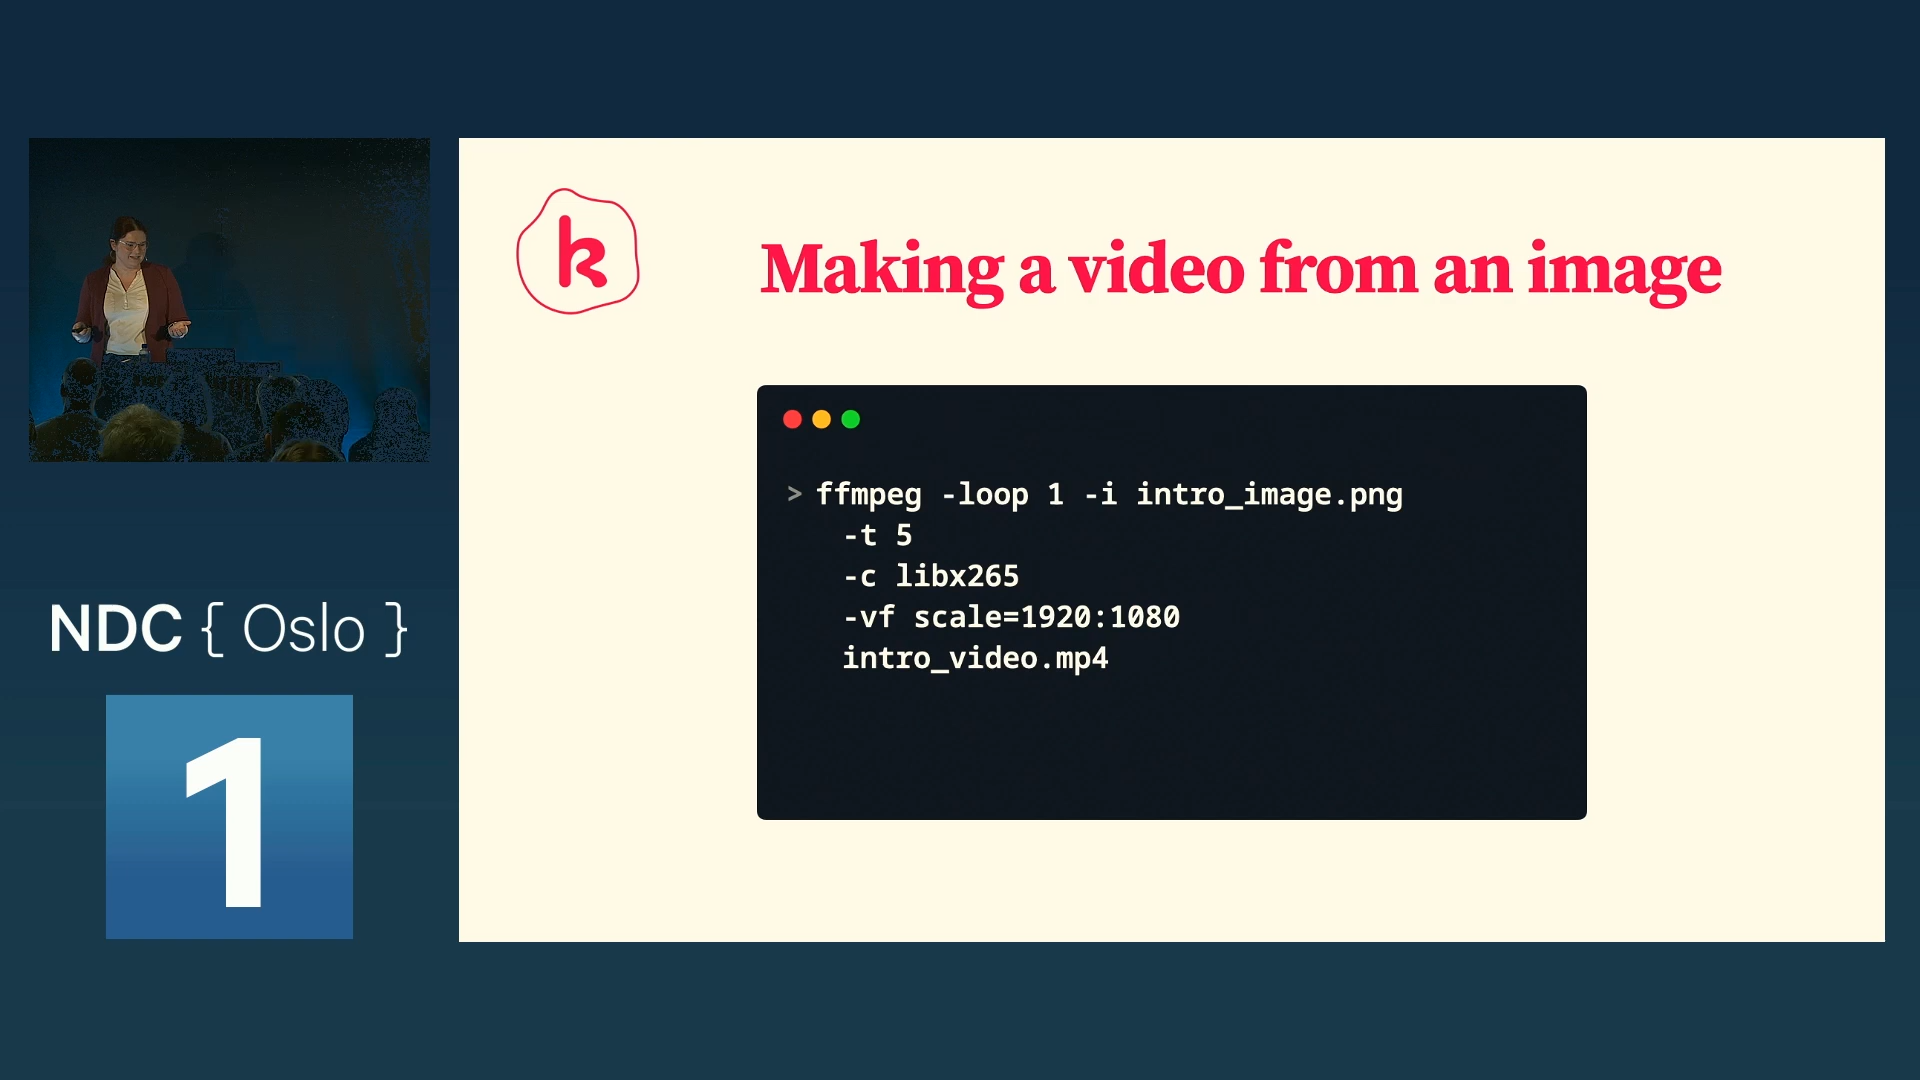 k
Making a video from an image
> ffmpeg -loop 1 -i intro_image.png
-t 5
-c libx265
-vf scale=1920:1080
intro_video.mp4
NDC { Oslo }
1